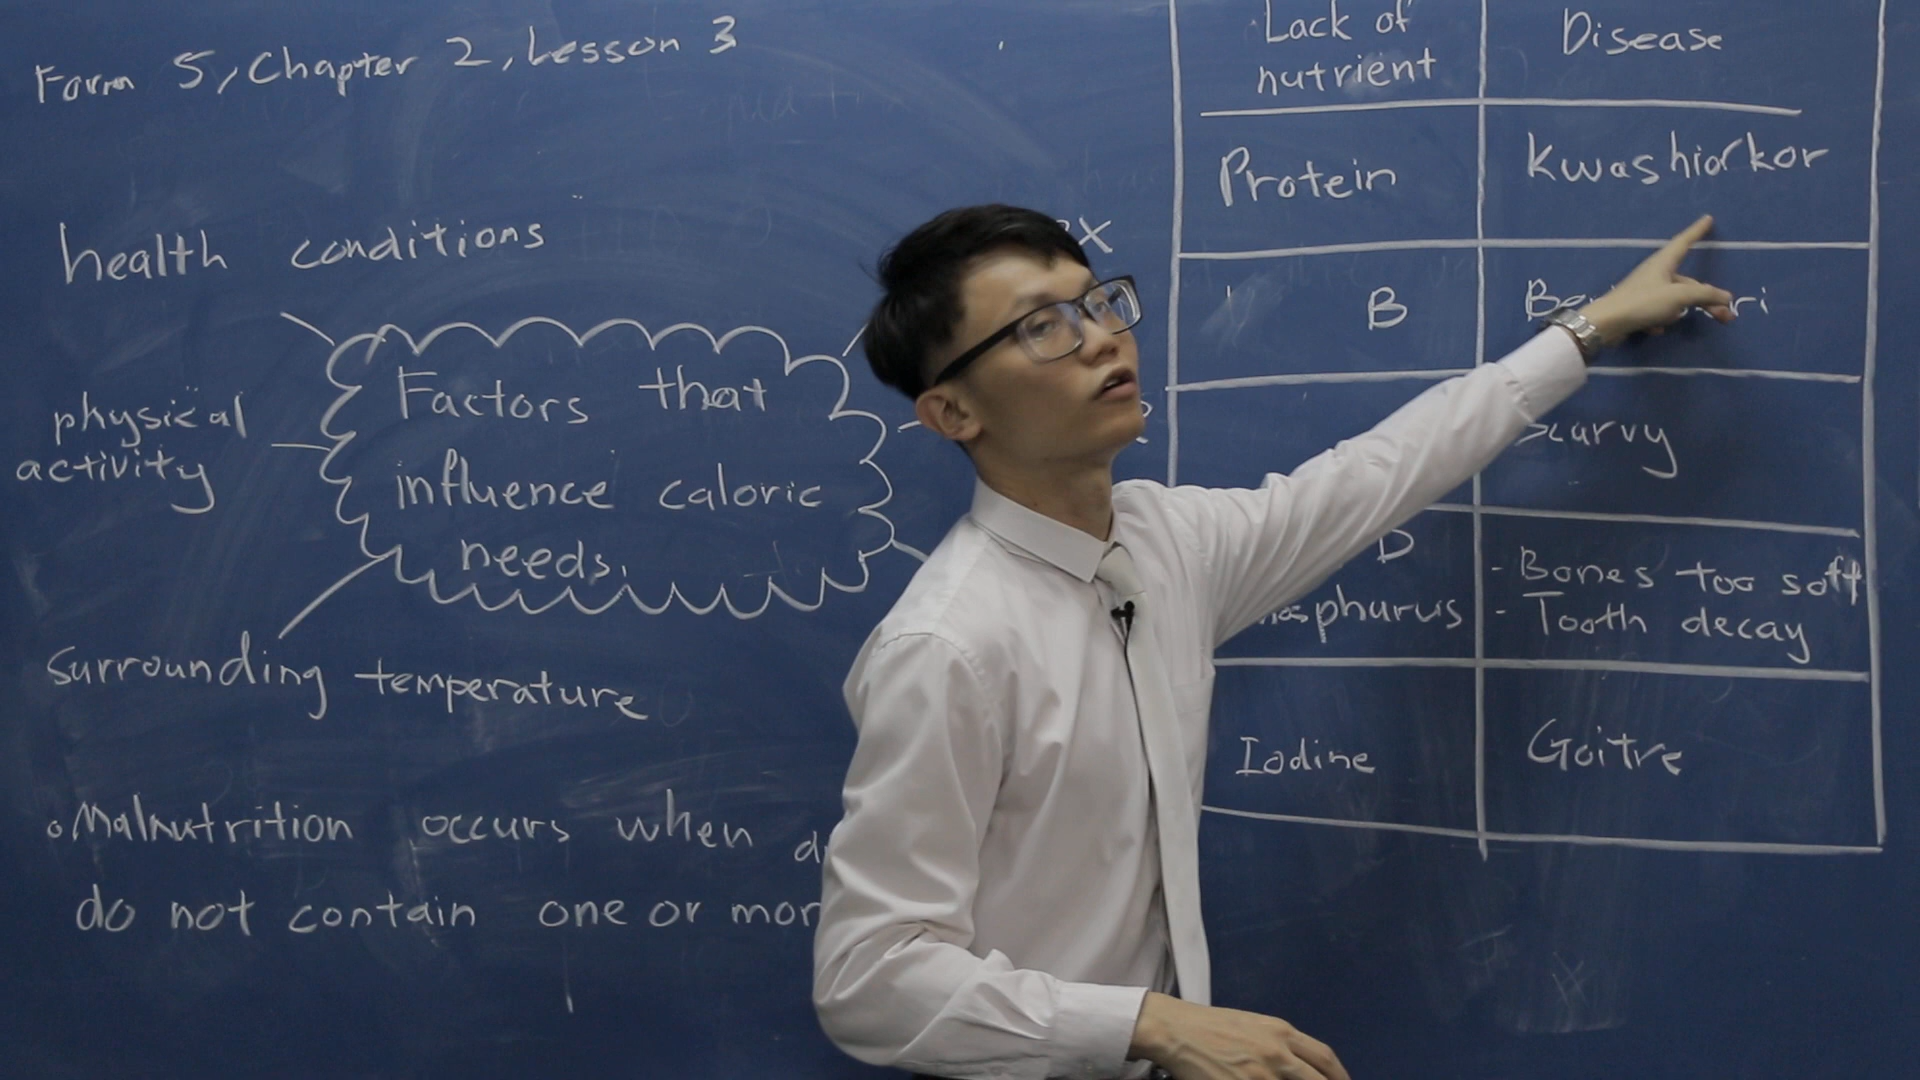 Form 5, Chapter 2, Lesson 3
health conditions
physical
activity
Factors that
influence caloric
needs.
surrounding temperature
Malnutrition occurs when
do not contain one or
Lack of
nutrient
Disease
Protein
Kwashiorkor
B
D
- Bones too soft
- Tooth decay
Iodine
Goitre